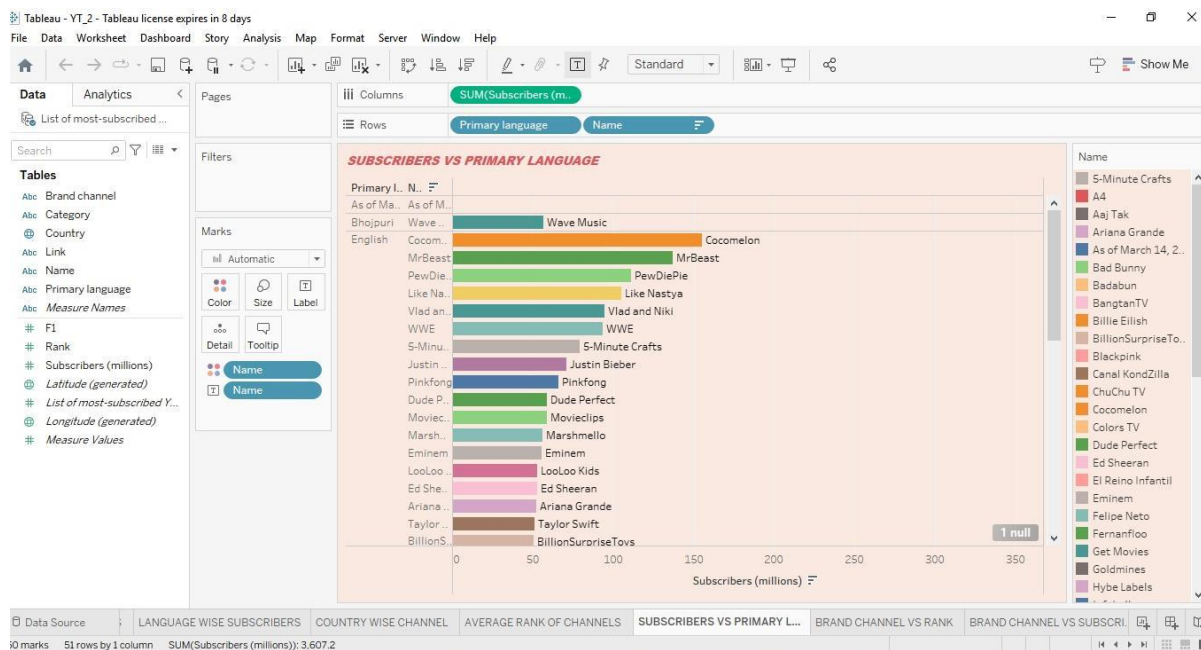 Tableau - YT_2 - Tableau license expires in 8 days
File Data Worksheet Dashboard Story Analysis Map Format Server Window Help
Standard
Show Me
Data Analytics
List of most-subscribed ...
Search
Tables
Abc Brand channel
Abc Category
Country
Abc Link
Abc Name
Abc Primary language
Abc Measure Names
# F1
# Rank
# Subscribers (millions)
Latitude (generated)
# List of most-subscribed Y...
Longitude (generated)
# Measure Values
Pages
Filters
Marks
Automatic
Color Size Label
Detail Tooltip
Name
Name
Columns SUM(Subscribers (m..
Rows Primary language Name
SUBSCRIBERS VS PRIMARY LANGUAGE
Primary l.. N..
As of Ma.. As of M..
Bhojpuri Wave .. Wave Music
English Cocom.. Cocomelon
MrBeast MrBeast
PewDie.. PewDiePie
Like Na.. Like Nastya
Vlad an.. Vlad and Niki
WWE WWE
5-Minu.. 5-Minute Crafts
Justin .. Justin Bieber
Pinkfong Pinkfong
Dude P.. Dude Perfect
Moviec.. Movieclips
Marsh.. Marshmello
Eminem Eminem
LooLoo .. LooLoo Kids
Ed She.. Ed Sheeran
Ariana .. Ariana Grande
Taylor .. Taylor Swift
BillionS.. BillionSurpriseToys
1 null
0 50 100 150 200 250 300 350
Subscribers (millions)
Name
5-Minute Crafts
A4
Aaj Tak
Ariana Grande
As of March 14, 2..
Bad Bunny
Badabun
BangtanTV
Billie Eilish
BillionSurpriseTo..
Blackpink
Canal KondZilla
ChuChu TV
Cocomelon
Colors TV
Dude Perfect
Ed Sheeran
El Reino Infantil
Eminem
Felipe Neto
Fernanfloo
Get Movies
Goldmines
Hybe Labels
Data Source LANGUAGE WISE SUBSCRIBERS COUNTRY WISE CHANNEL AVERAGE RANK OF CHANNELS SUBSCRIBERS VS PRIMARY L... BRAND CHANNEL VS RANK BRAND CHANNEL VS SUBSCRI..
marks 51 rows by 1 column SUM(Subscribers (millions)): 3,607.2